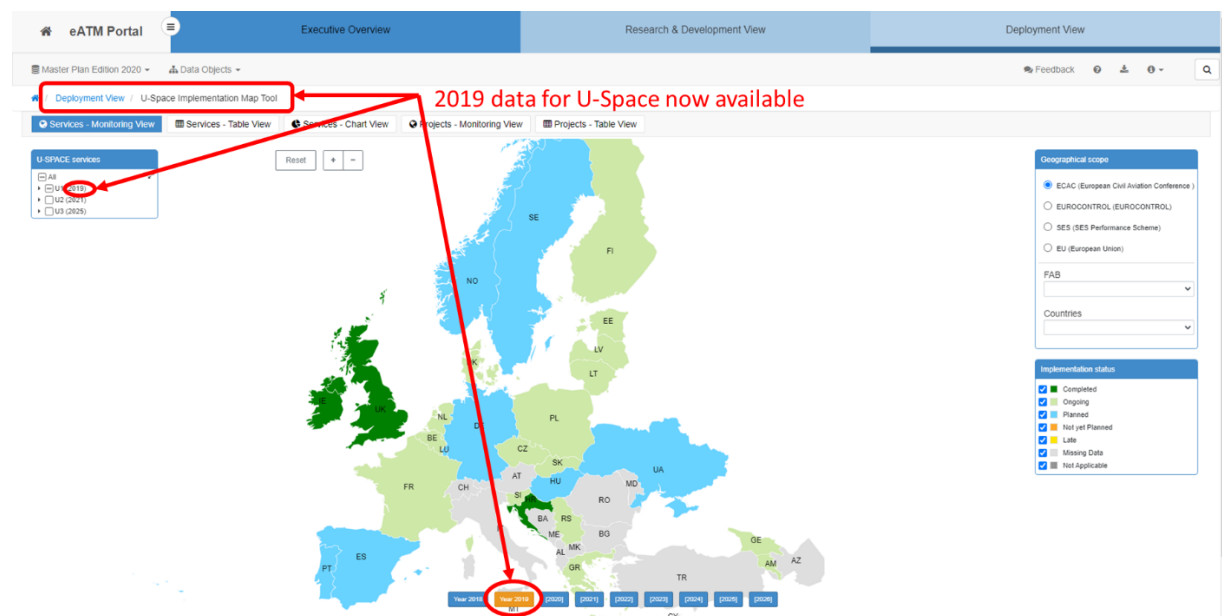 eATM Portal
Executive Overview
Research & Development View
Deployment View
Master Plan Edition 2020
Data Objects
Feedback
/ Deployment View / U-Space Implementation Map Tool
2019 data for U-Space now available
Services - Monitoring View
Services - Table View
Services - Chart View
Projects - Monitoring View
Projects - Table View
U-SPACE services
All
U1 (2019)
U2 (2021)
U3 (2025)
Reset + -
Geographical scope
ECAC (European Civil Aviation Conference )
EUROCONTROL (EUROCONTROL)
SES (SES Performance Scheme)
EU (European Union)
FAB
Countries
Implementation status
Completed
Ongoing
Planned
Not yet Planned
Late
Missing Data
Not Applicable
SE
FI
NO
EE
LV
DK
LT
IE
UK
NL
PL
DE
BE
LU
CZ
SK
UA
AT
HU
MD
FR
CH
SI
HR
RO
BA
RS
ME
BG
GE
MK
AL
ES
PT
GR
AM
AZ
TR
Year 2018
Year 2019
[2020]
[2021]
[2022]
[2023]
[2024]
[2025]
[2026]
MT
CY